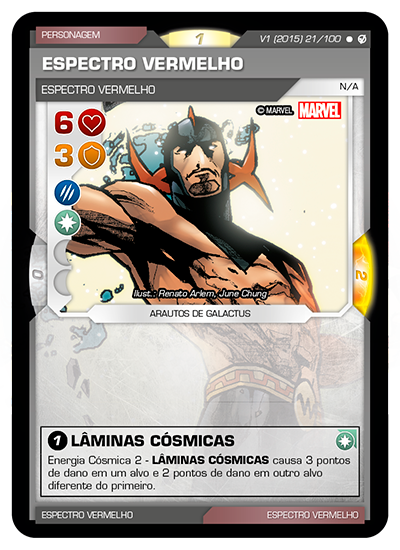 PERSONAGEM
1
V1 (2015) 21/100
ESPECTRO VERMELHO
ESPECTRO VERMELHO
N/A
6
© MARVEL
MARVEL
3
0
2
Ilust.: Renato Arlem, June Chung
ARAUTOS DE GALACTUS
1 LÂMINAS CÓSMICAS
Energia Cósmica 2 - LÂMINAS CÓSMICAS causa 3 pontos
de dano em um alvo e 2 pontos de dano em outro alvo
diferente do primeiro.
ESPECTRO VERMELHO
ESPECTRO VERMELHO